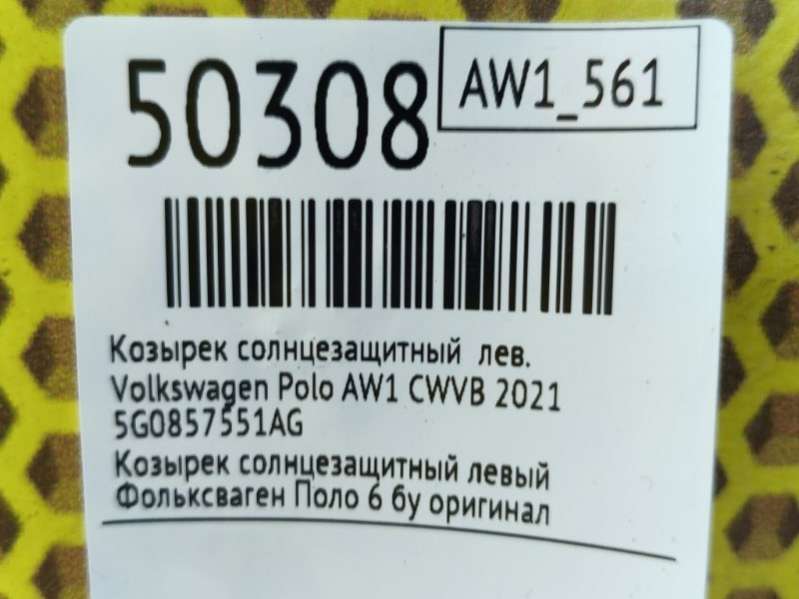 50308
AW1_561
Козырек солнцезащитный лев.
Volkswagen Polo AW1 CWVB 2021
5G0857551AG
Козырек солнцезащитный левый
Фольксваген Поло 6 бу оригинал